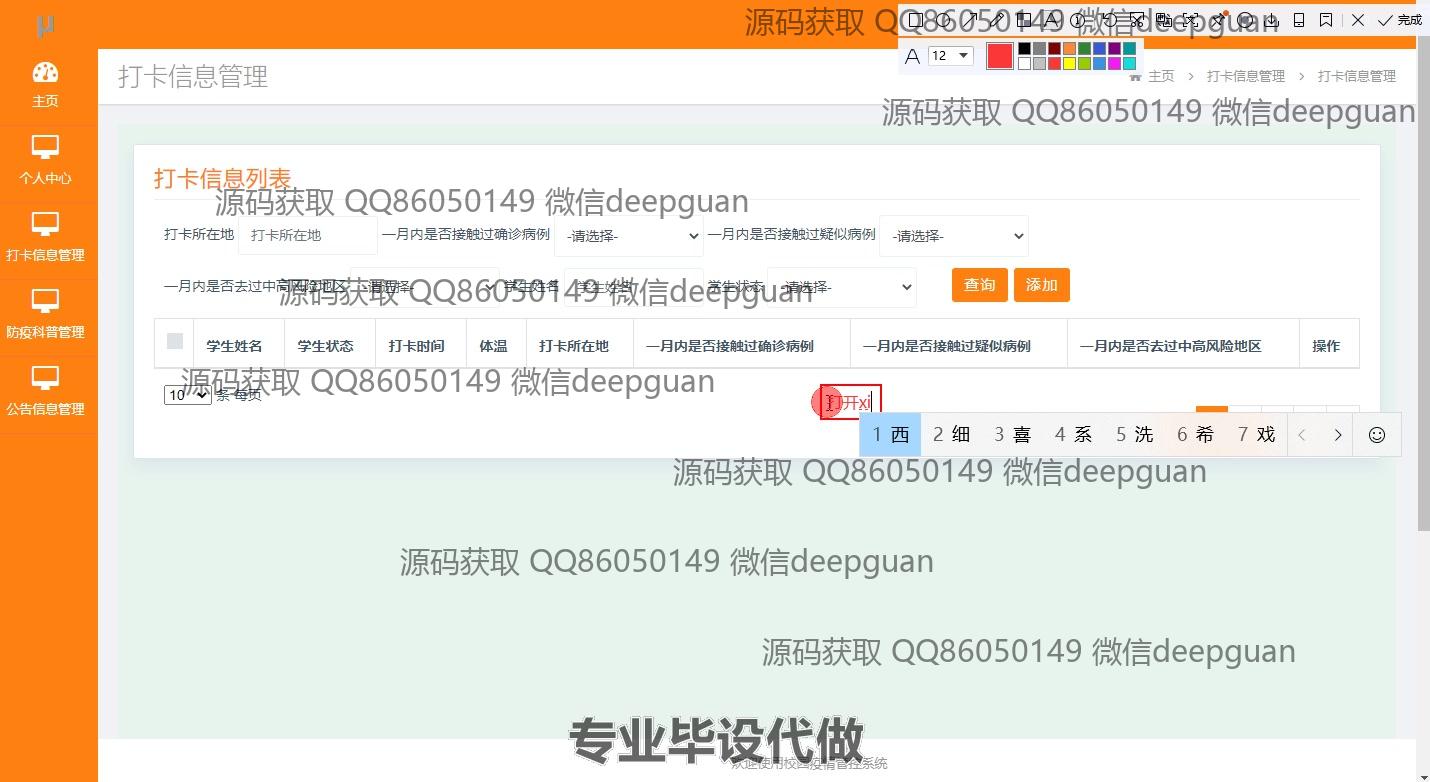 μ
源码获取 QQ86050149 微信deepguan
完成
A 12
主页
打卡信息管理
主页 > 打卡信息管理 > 打卡信息管理
源码获取 QQ86050149 微信deepguan
个人中心
打卡信息列表
源码获取 QQ86050149 微信deepguan
打卡所在地 打卡所在地 一月内是否接触过确诊病例 -请选择- 一月内是否接触过疑似病例 -请选择-
打卡信息管理
一月内是否去过中高风险地区 -请选择- 学生姓名 学生姓名 学生状态 -请选择- 查询 添加
源码获取 QQ86050149 微信deepguan
防疫科普管理
学生姓名 学生状态 打卡时间 体温 打卡所在地 一月内是否接触过确诊病例 一月内是否接触过疑似病例 一月内是否去过中高风险地区 操作
源码获取 QQ86050149 微信deepguan
10 条 每页
打开xi
公告信息管理
1 西 2 细 3 喜 4 系 5 洗 6 希 7 戏
源码获取 QQ86050149 微信deepguan
源码获取 QQ86050149 微信deepguan
源码获取 QQ86050149 微信deepguan
专业毕设代做
欢迎使用校园疫情管控系统